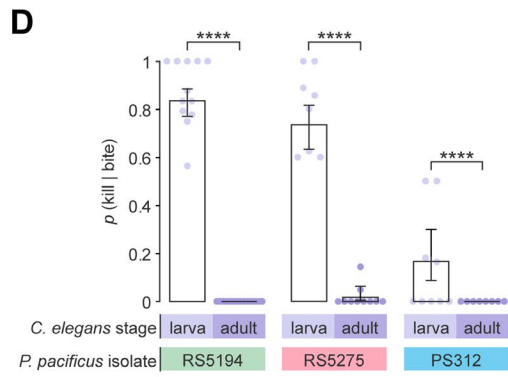 D
**** **** ****
p (kill | bite)
1
0.8
0.6
0.4
0.2
0
C. elegans stage larva adult larva adult larva adult
P. pacificus isolate RS5194 RS5275 PS312